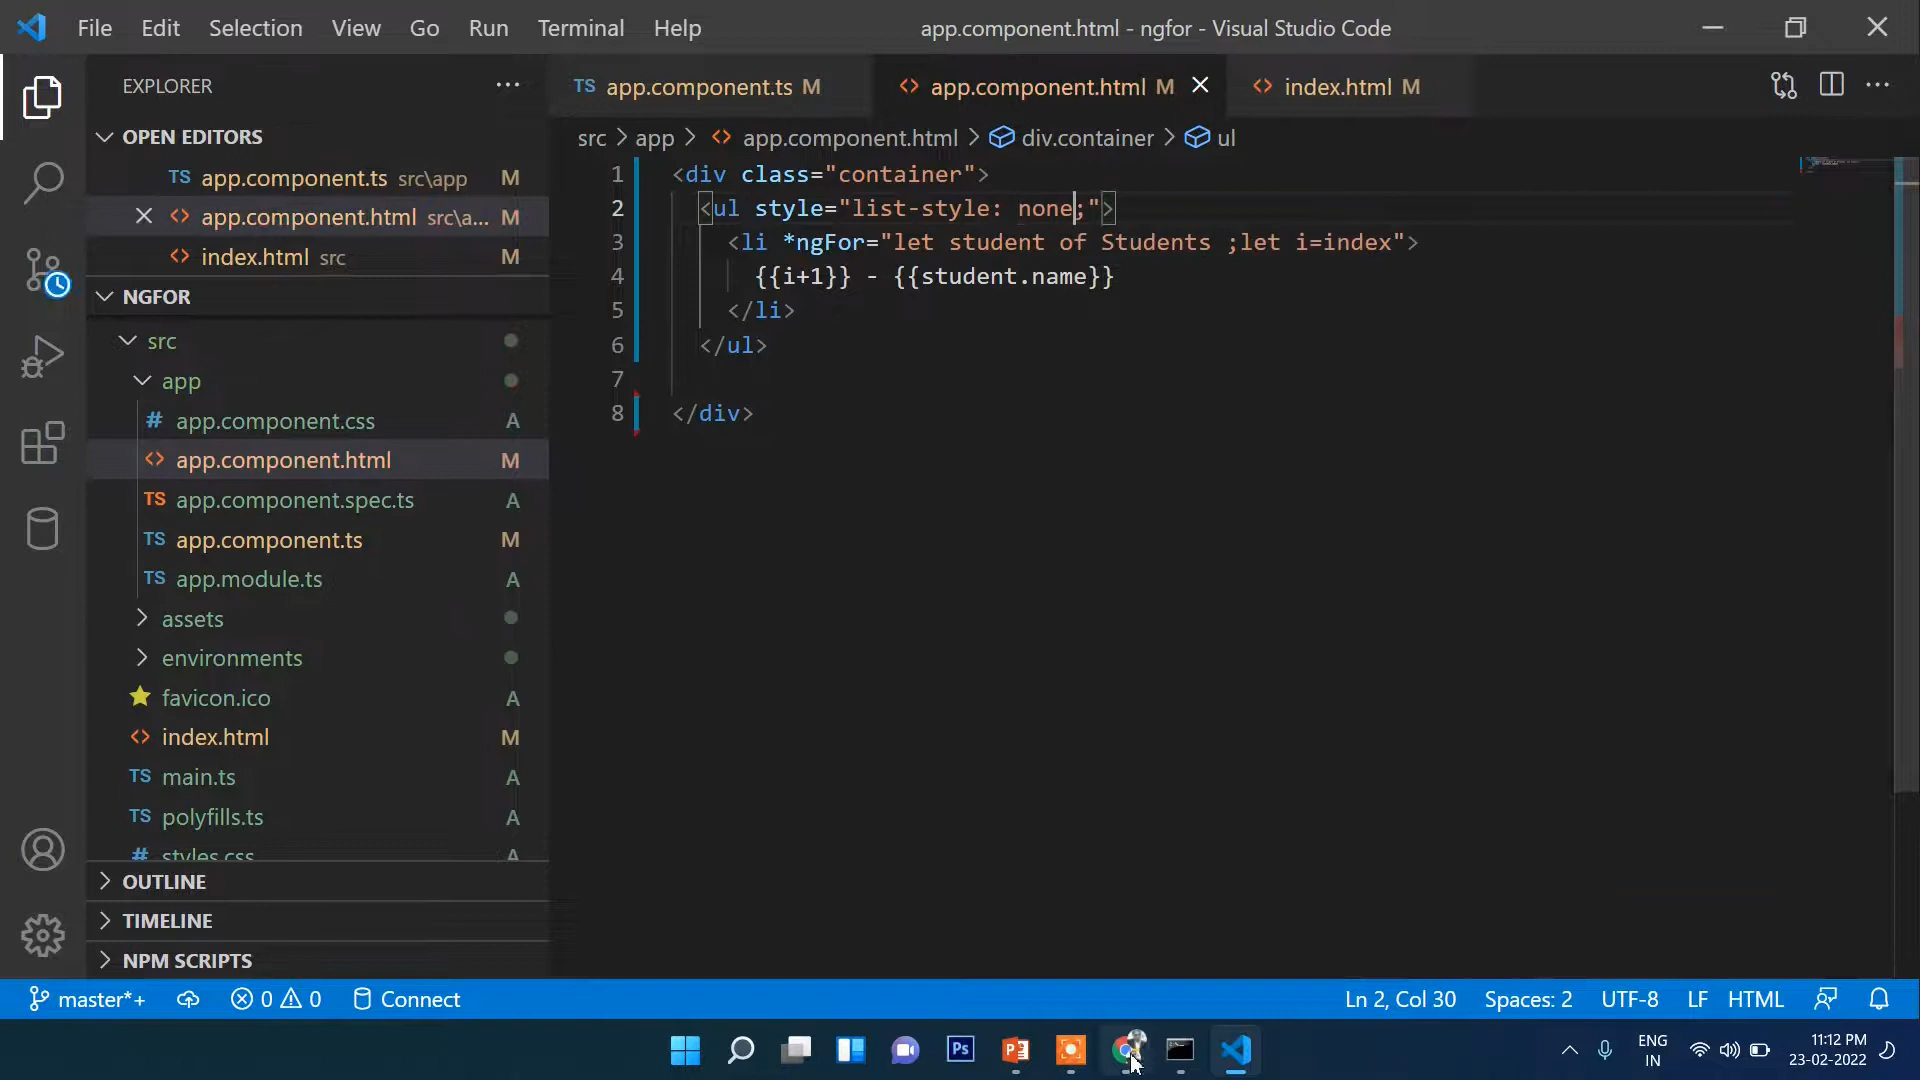 File Edit Selection View Go Run Terminal Help
app.component.html - ngfor - Visual Studio Code
EXPLORER
OPEN EDITORS
TS app.component.ts src\app M
app.component.html src\a... M
index.html src M
NGFOR
src
app
# app.component.css A
app.component.html M
TS app.component.spec.ts A
TS app.component.ts M
TS app.module.ts A
assets
environments
favicon.ico A
index.html M
TS main.ts A
TS polyfills.ts A
# styles.css A
OUTLINE
TIMELINE
NPM SCRIPTS
TS app.component.ts M
app.component.html M
index.html M
src > app > app.component.html > div.container > ul
1 <div class="container">
2 <ul style="list-style: none;">
3 <li *ngFor="let student of Students ;let i=index">
4 {{i+1}} - {{student.name}}
5 </li>
6 </ul>
7
8 </div>
master*+ 0 0 Connect
Ln 2, Col 30 Spaces: 2 UTF-8 LF HTML
Ps
P
ENG
IN
11:12 PM
23-02-2022